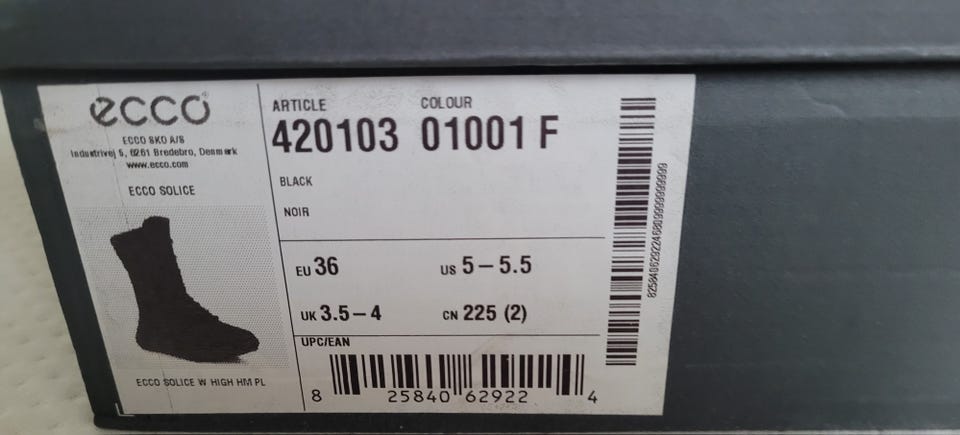 ecco
ECCO SKO A/S
Industrivej 5, 6261 Bredebro, Denmark
www.ecco.com
ECCO SOLICE
ECCO SOLICE W HIGH HM PL
ARTICLE COLOUR
420103 01001 F
BLACK
NOIR
EU 36 US 5 – 5.5
UK 3.5 – 4 CN 225 (2)
UPC/EAN
8 25840 62922 4